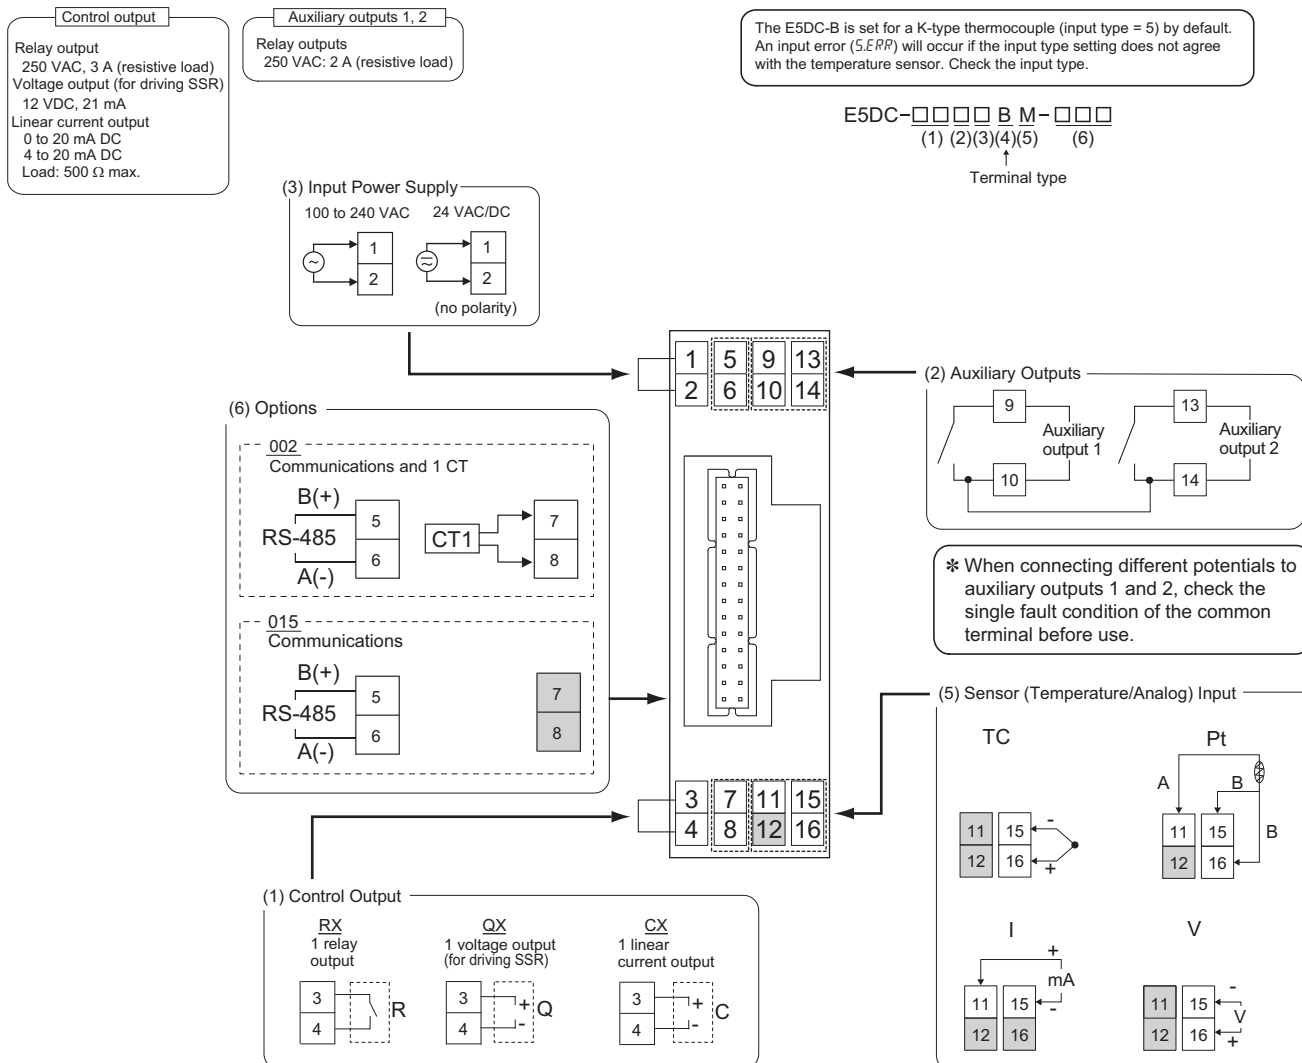 Control output
Relay output
250 VAC, 3 A (resistive load)
Voltage output (for driving SSR)
12 VDC, 21 mA
Linear current output
0 to 20 mA DC
4 to 20 mA DC
Load: 500 Ω max.
Auxiliary outputs 1, 2
Relay outputs
250 VAC: 2 A (resistive load)
The E5DC-B is set for a K-type thermocouple (input type = 5) by default.
An input error (S.ERR) will occur if the input type setting does not agree
with the temperature sensor. Check the input type.
E5DC-□□□□ B M-□□□
(1) (2)(3)(4)(5) (6)
Terminal type
(3) Input Power Supply
100 to 240 VAC 24 VAC/DC
1 1
2 2
(no polarity)
1 5 9 13
2 6 10 14
(2) Auxiliary Outputs
9 13
Auxiliary
output 1
Auxiliary
output 2
10 14
(6) Options
002
Communications and 1 CT
B(+)
5
RS-485
6
A(-)
CT1
7
8
* When connecting different potentials to
auxiliary outputs 1 and 2, check the
single fault condition of the common
terminal before use.
015
Communications
B(+)
5
RS-485
6
A(-)
7
8
3 7 11 15
4 8 12 16
(5) Sensor (Temperature/Analog) Input
TC
11 15 -
12 16 +
Pt
A B
11 15
B
12 16
I
+
mA
11 15 -
12 16
V
11 15 -
V
12 16 +
(1) Control Output
RX
1 relay
output
3
4
R
QX
1 voltage output
(for driving SSR)
3 +
4 -
Q
CX
1 linear
current output
3 +
4 -
C